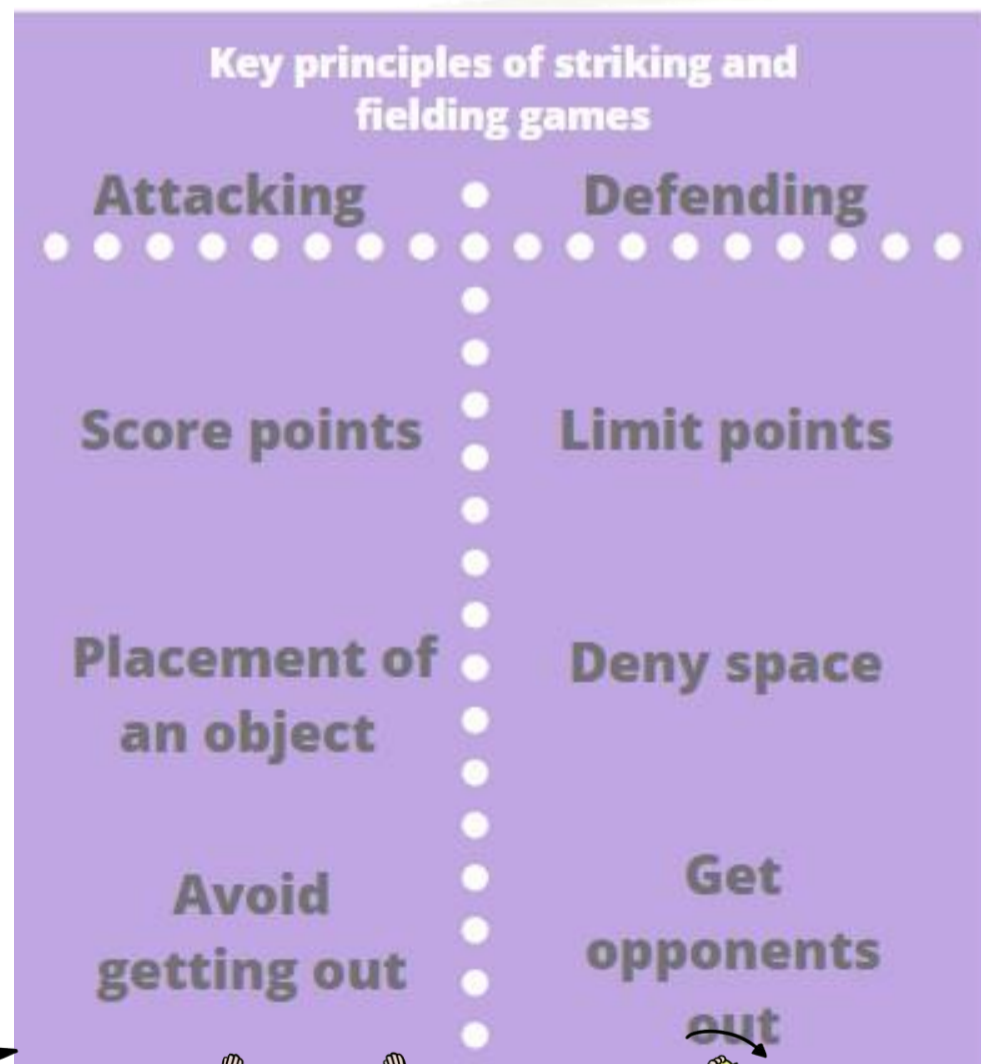 Key principles of striking and
fielding games
Attacking
Defending
Score points
Limit points
Placement of
an object
Deny space
Avoid
getting out
Get
opponents
out